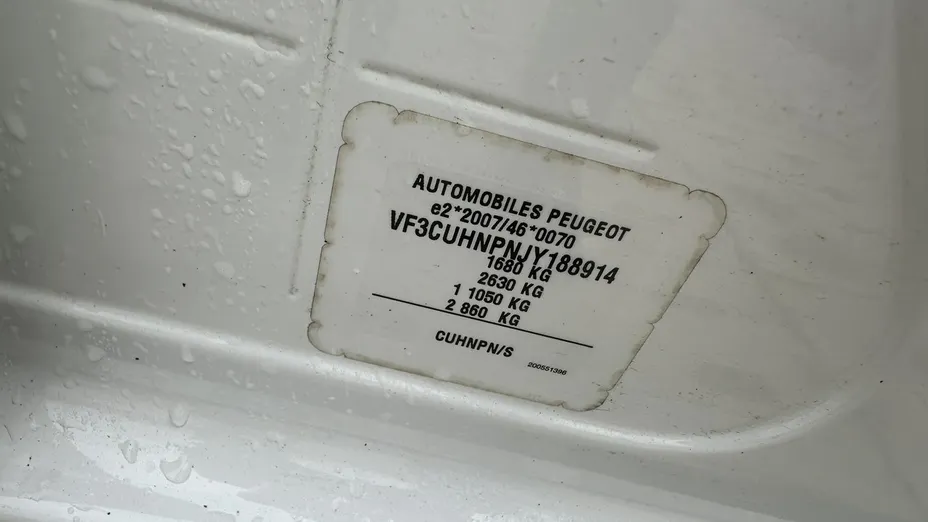 AUTOMOBILES PEUGEOT
e2*2007/46*0070
VF3CUHNPNJY188914
1680 KG
2630 KG
1 1050 KG
2 860 KG
CUHNPN/S
200551396